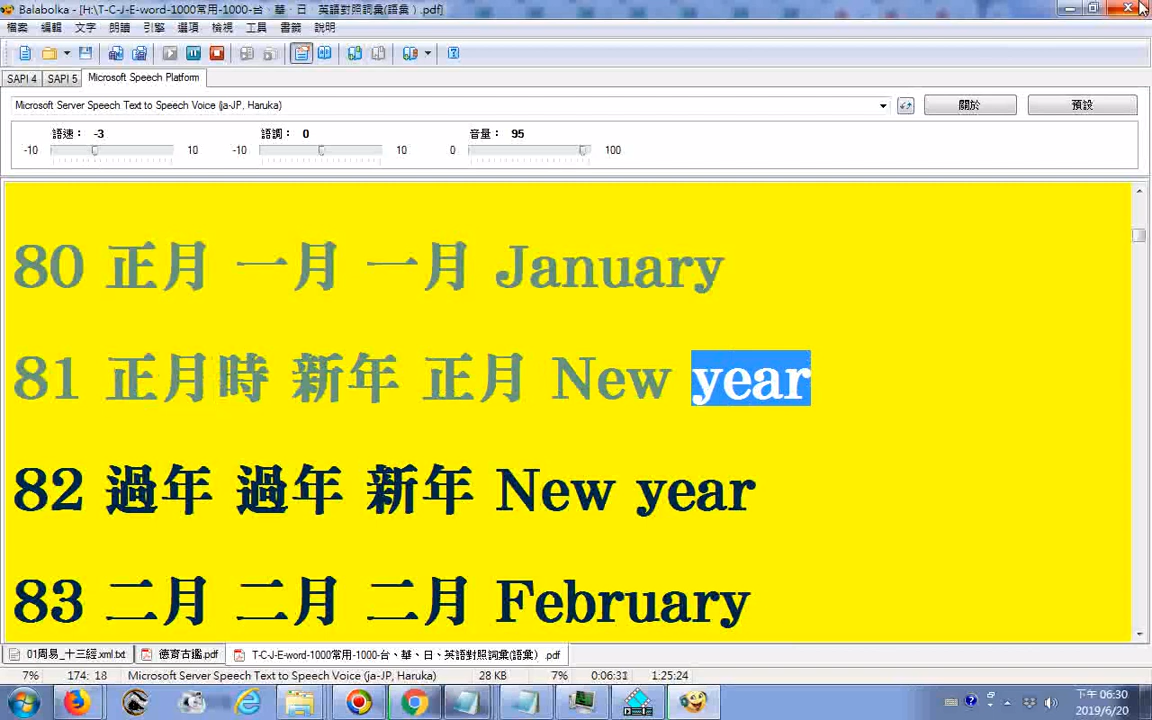 Balabolka - [H:\T-C-J-E-word-1000常用-1000-台、華、日、英語對照詞彙(語彙).pdf]
檔案 編輯 文字 朗讀 引擎 選項 檢視 工具 書籤 說明
SAPI 4 SAPI 5 Microsoft Speech Platform
Microsoft Server Speech Text to Speech Voice (ja-JP, Haruka) 關於 預設
語速： -3 語調： 0 音量： 95
-10 10 -10 10 0 100
80 正月 一月 一月 January
81 正月時 新年 正月 New year
82 過年 過年 新年 New year
83 二月 二月 二月 February
01周易_十三經.xml.txt 德育古鑑.pdf T-C-J-E-word-1000常用-1000-台、華、日、英語對照詞彙(語彙) .pdf
7% 174: 18 Microsoft Server Speech Text to Speech Voice (ja-JP, Haruka) 28 KB 7% 0:06:31 1:25:24
下午 06:30
2019/6/20